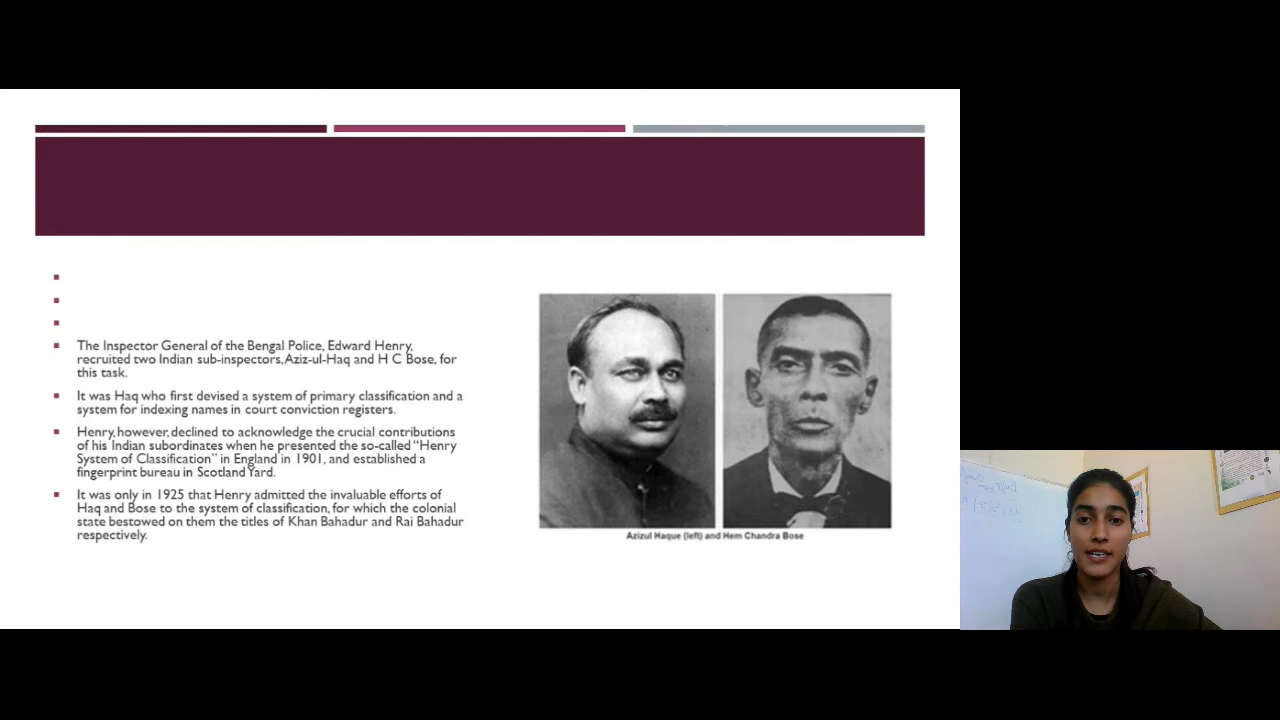 The Inspector General of the Bengal Police, Edward Henry,
recruited two Indian sub-inspectors, Aziz-ul-Haq and H C Bose, for
this task.
It was Haq who first devised a system of primary classification and a
system for indexing names in court conviction registers.
Henry, however, declined to acknowledge the crucial contributions
of his Indian subordinates when he presented the so-called “Henry
System of Classification” in England in 1901, and established a
fingerprint bureau in Scotland Yard.
It was only in 1925 that Henry admitted the invaluable efforts of
Haq and Bose to the system of classification, for which the colonial
state bestowed on them the titles of Khan Bahadur and Rai Bahadur
respectively.
Azizul Haque (left) and Hem Chandra Bose